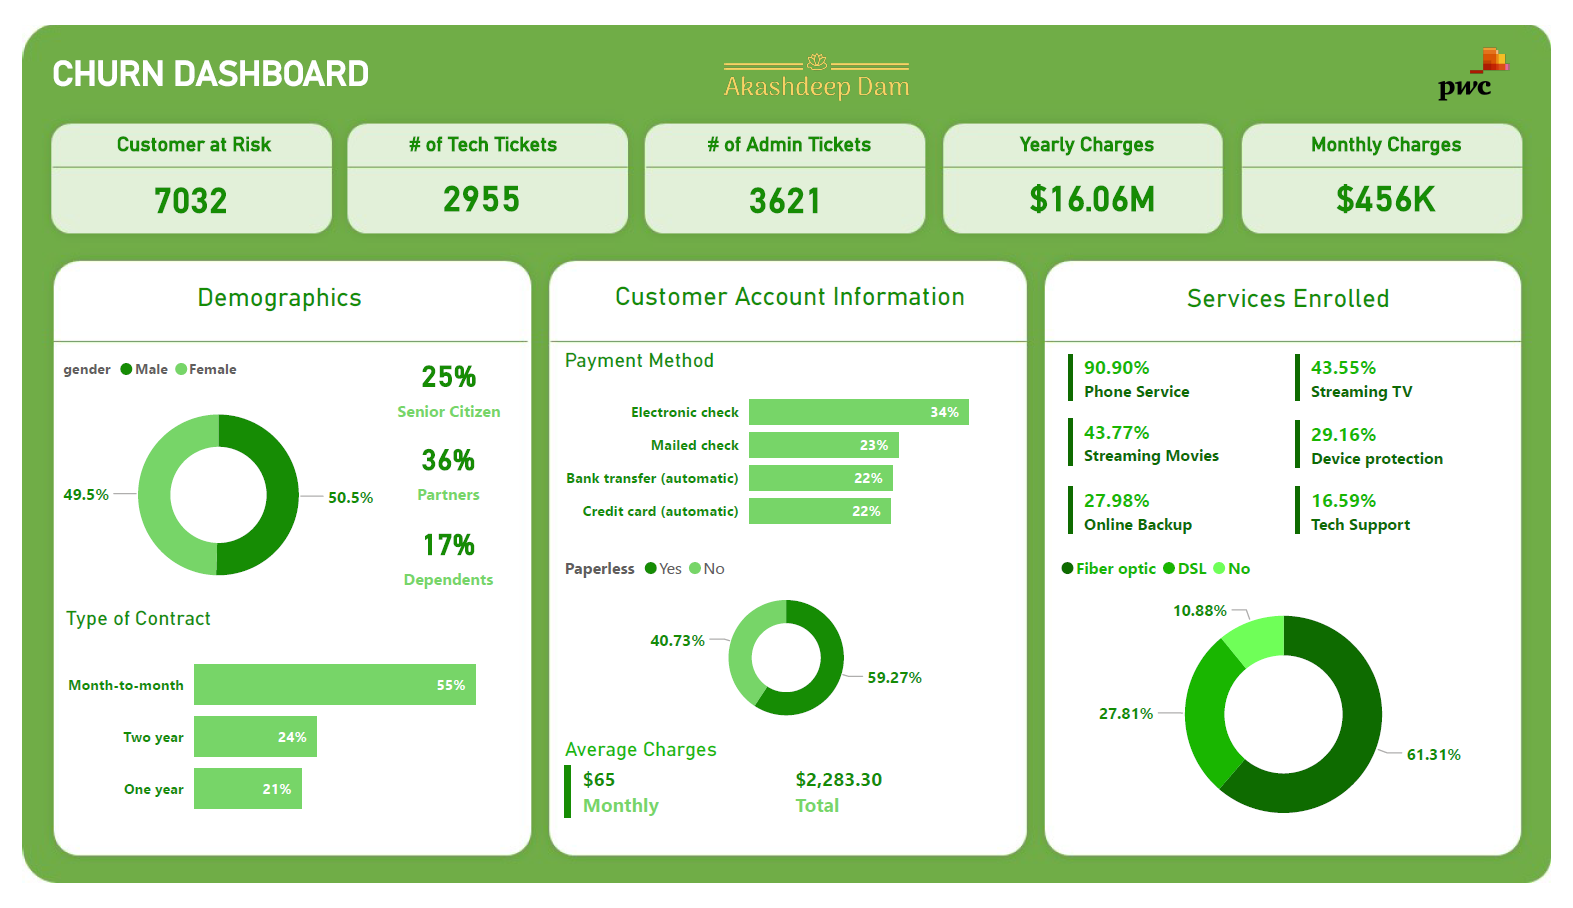 CHURN DASHBOARD
Akashdeep Dam
pwc
Customer at Risk
7032
# of Tech Tickets
2955
# of Admin Tickets
3621
Yearly Charges
$16.06M
Monthly Charges
$456K
Demographics
gender Male Female
49.5%
50.5%
25%
Senior Citizen
36%
Partners
17%
Dependents
Type of Contract
Month-to-month 55%
Two year 24%
One year 21%
Customer Account Information
Payment Method
Electronic check 34%
Mailed check 23%
Bank transfer (automatic) 22%
Credit card (automatic) 22%
Paperless Yes No
40.73%
59.27%
Average Charges
$65
Monthly
$2,283.30
Total
Services Enrolled
90.90%
Phone Service
43.55%
Streaming TV
43.77%
Streaming Movies
29.16%
Device protection
27.98%
Online Backup
16.59%
Tech Support
Fiber optic DSL No
10.88%
27.81%
61.31%